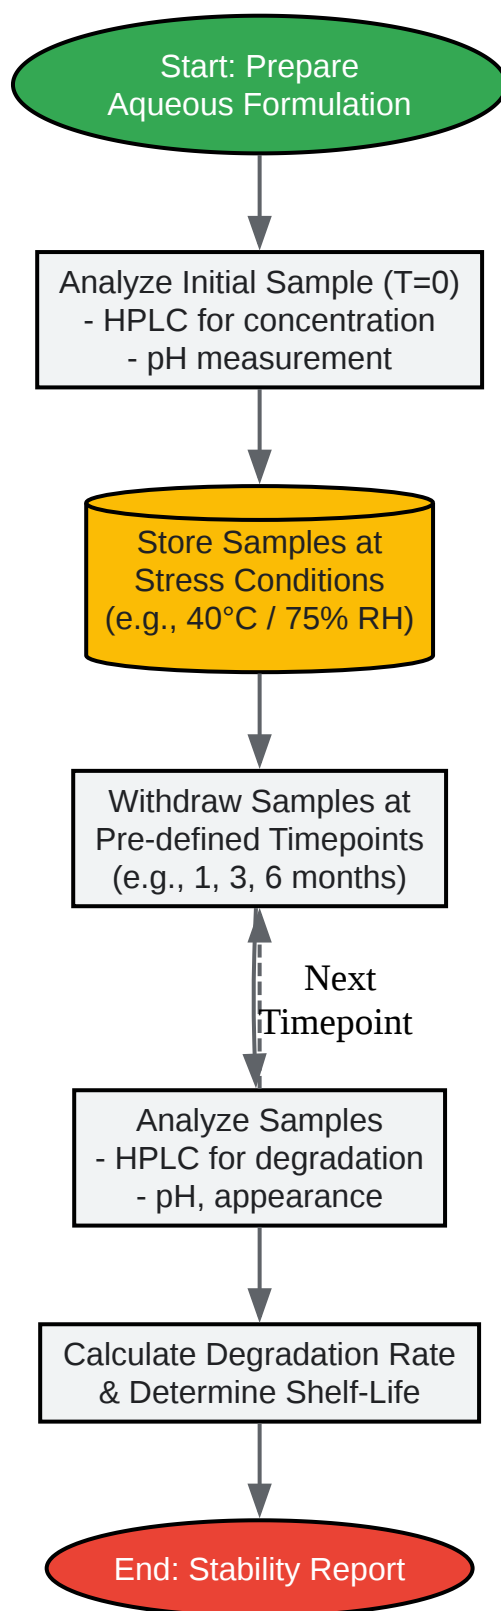 Start: Prepare
Aqueous Formulation
Analyze Initial Sample (T=0)
- HPLC for concentration
- pH measurement
Store Samples at
Stress Conditions
(e.g., 40°C / 75% RH)
Withdraw Samples at
Pre-defined Timepoints
(e.g., 1, 3, 6 months)
Next
Timepoint
Analyze Samples
- HPLC for degradation
- pH, appearance
Calculate Degradation Rate
& Determine Shelf-Life
End: Stability Report